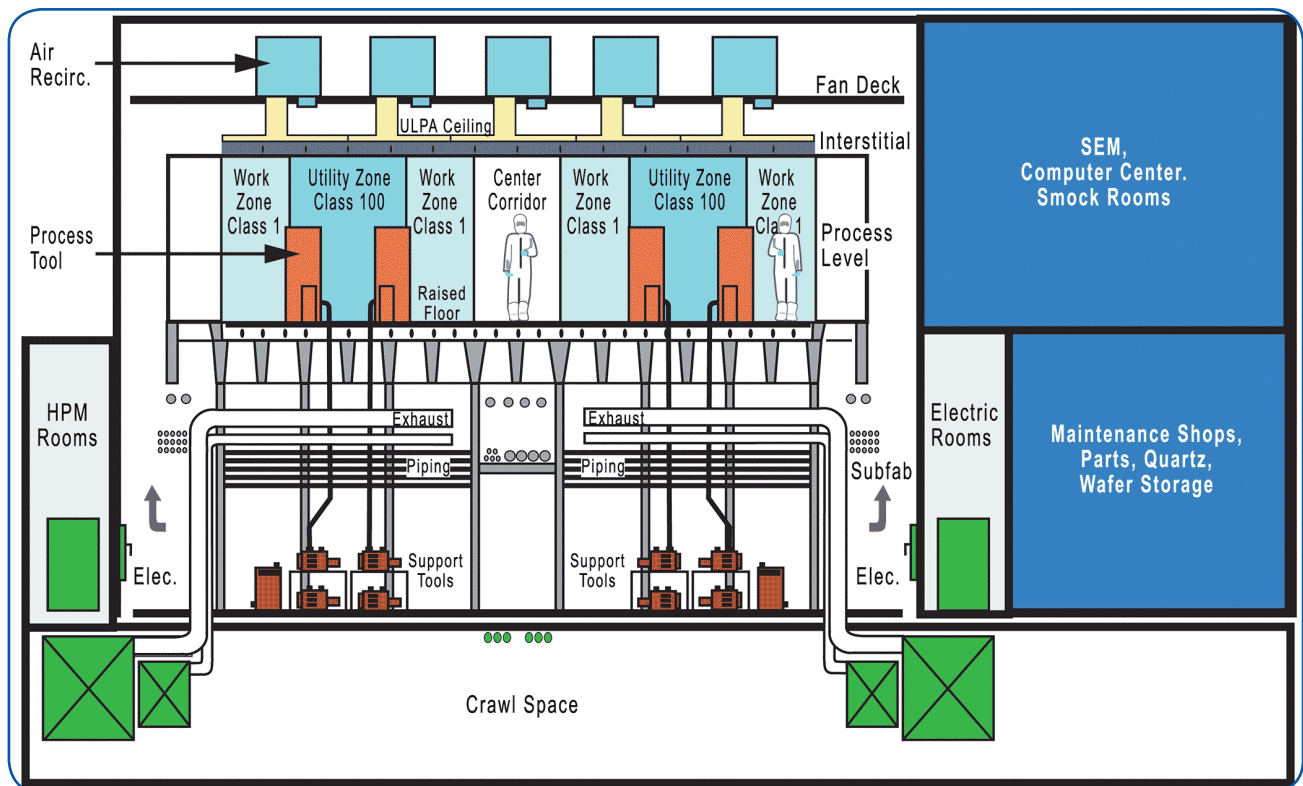 Air
Recirc.
Fan Deck
ULPA Ceiling
Interstitial
Work
Zone
Class 1
Utility Zone
Class 100
Work
Zone
Class 1
Center
Corridor
Work
Zone
Class 1
Utility Zone
Class 100
Work
Zone
Class 1
Process
Tool
Process
Level
Raised
Floor
SEM,
Computer Center.
Smock Rooms
HPM
Rooms
Exhaust
Exhaust
Electric
Rooms
Maintenance Shops,
Parts, Quartz,
Wafer Storage
Piping
Piping
Subfab
Elec.
Support
Tools
Support
Tools
Elec.
Crawl Space